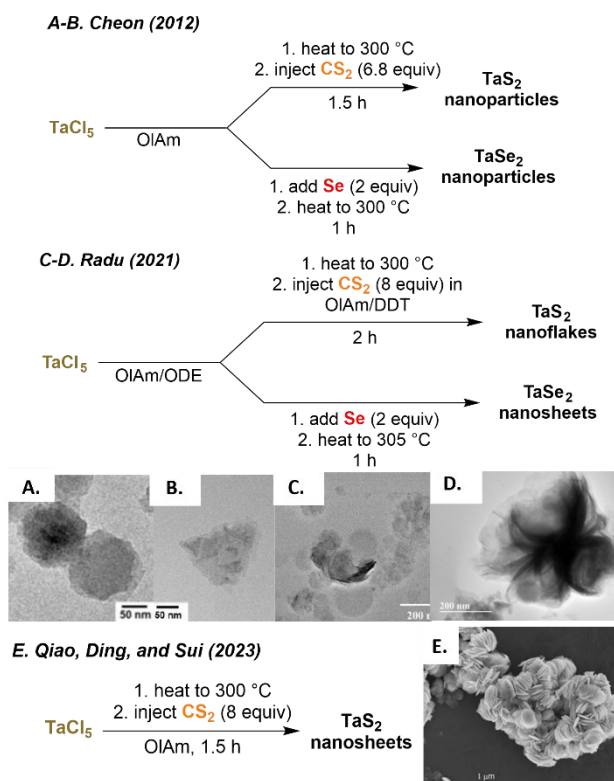 A-B. Cheon (2012)
1. heat to 300 °C
2. inject CS2 (6.8 equiv)
1.5 h
TaS2
nanoparticles
TaCl5
OlAm
TaSe2
nanoparticles
1. add Se (2 equiv)
2. heat to 300 °C
1 h
C-D. Radu (2021)
1. heat to 300 °C
2. inject CS2 (8 equiv) in
OlAm/DDT
2 h
TaS2
nanoflakes
TaCl5
OlAm/ODE
TaSe2
nanosheets
1. add Se (2 equiv)
2. heat to 305 °C
1 h
A.
B.
C.
D.
50 nm 50 nm
200 n
200 nm
E. Qiao, Ding, and Sui (2023)
1. heat to 300 °C
2. inject CS2 (8 equiv)
TaCl5
OlAm, 1.5 h
TaS2
nanosheets
E.
1 µm